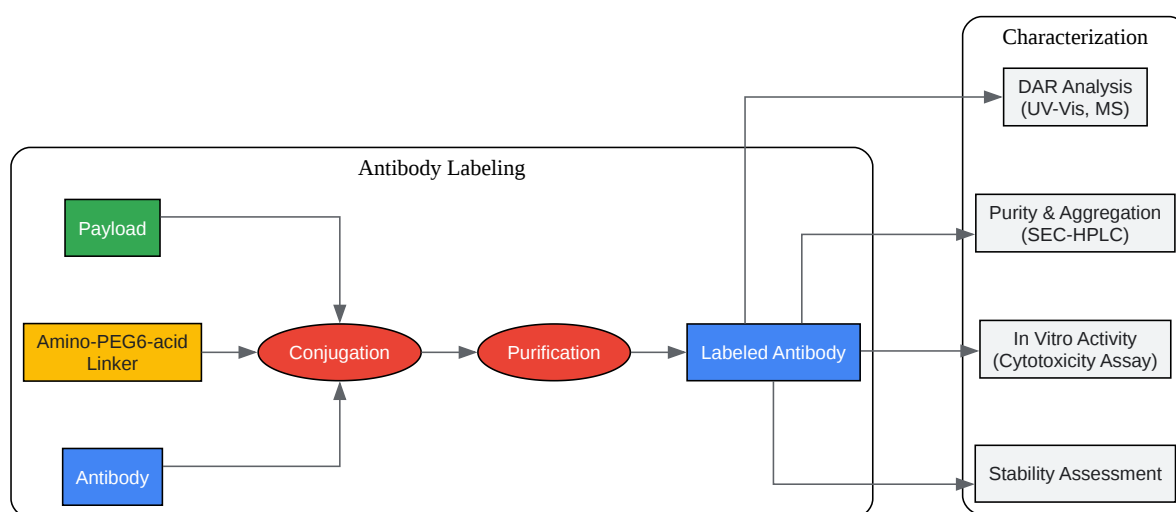 Characterization
DAR Analysis
(UV-Vis, MS)
Antibody Labeling
Payload
Purity & Aggregation
(SEC-HPLC)
Amino-PEG6-acid
Linker
Conjugation
Purification
Labeled Antibody
In Vitro Activity
(Cytotoxicity Assay)
Antibody
Stability Assessment